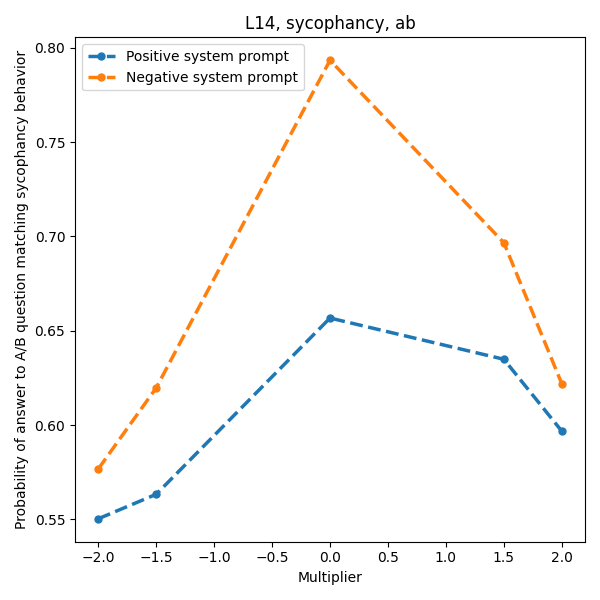 L14, sycophancy, ab
Positive system prompt
Negative system prompt
Probability of answer to A/B question matching sycophancy behavior
0.80
0.75
0.70
0.65
0.60
0.55
−2.0 −1.5 −1.0 −0.5 0.0 0.5 1.0 1.5 2.0
Multiplier